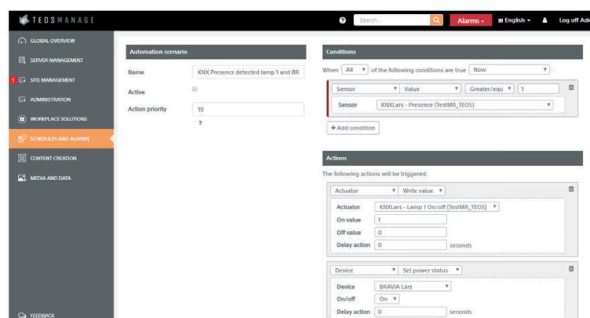 TEOS MANAGE
Search...
Alarms
English
Log off Adm
GLOBAL OVERVIEW
SERVER MANAGEMENT
1
SITE MANAGEMENT
ADMINISTRATION
WORKPLACE SOLUTIONS
SCHEDULES AND ALARMS
CONTENT CREATION
MEDIA AND DATA
FEEDBACK
Automation scenario
Name KNX Presence detected lamp 1 and BR
Active
Action priority 10
?
Conditions
When All of the following conditions are true Now .
Sensor Value Greater/equ 1
Sensor KNXLars - Presence (TestMR_TEOS)
+ Add condition
Actions
The following actions will be triggered:
Actuator Write value
Actuator KNXLars - Lamp 1 On/off (TestMR_TEOS)
On value 1
Off value 0
Delay action 0 seconds
Device Set power status
Device BRAVIA Lars
On/off On
Delay action 0 seconds